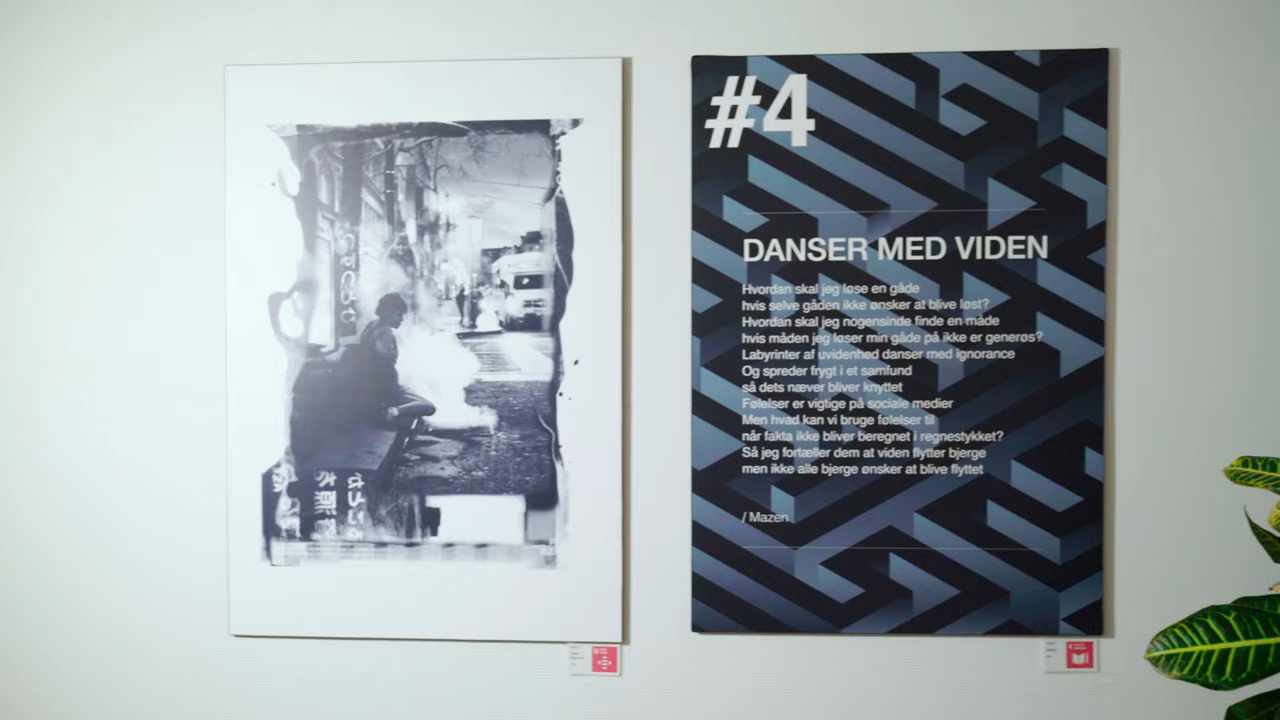 #4
DANSER MED VIDEN
Hvordan skal jeg løse en gåde
hvis selve gåden ikke ønsker at blive løst?
Hvordan skal jeg nogensinde finde en måde
hvis måden jeg løser min gåde på ikke er generøs?
Labyrinter af uvidenhed danser med ignorance
Og spreder frygt i et samfund
så dets næver bliver knyttet
Følelser er vigtige på sociale medier
Men hvad kan vi bruge følelser til
når fakta ikke bliver beregnet i regnestykket?
Så jeg fortæller dem at viden flytter bjerge
men ikke alle bjerge ønsker at blive flyttet
/ Mazen